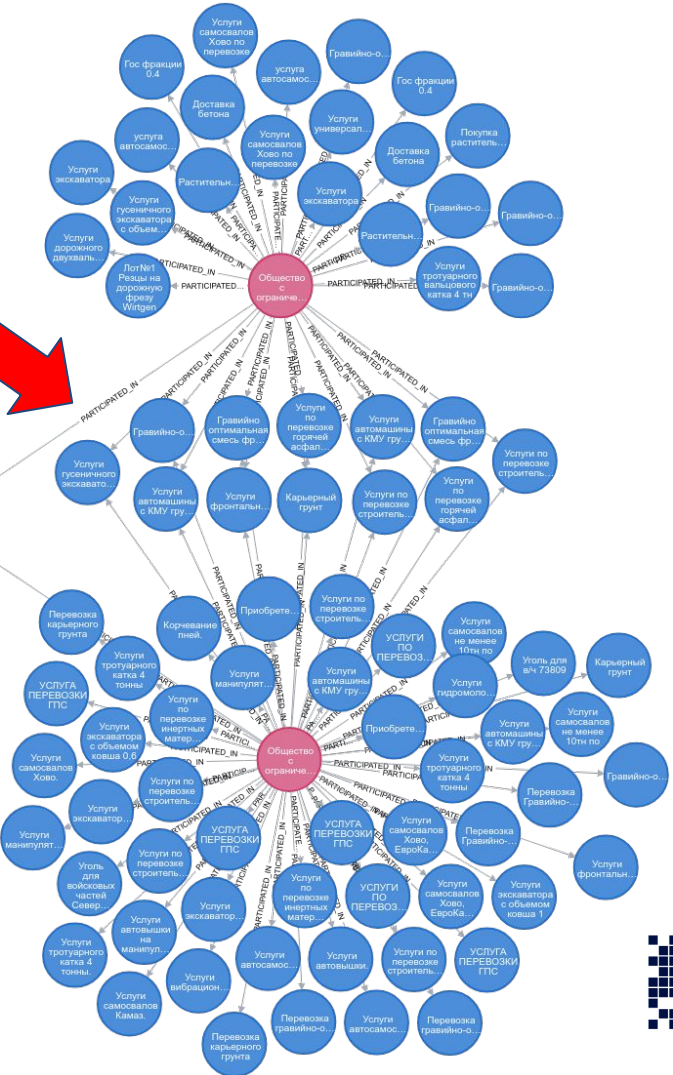 Услуги
самосвалов
Хово по
перевозке
Гос фракции
0.4
услуга
автосамос...
Гравийно-о...
Гос фракции
0.4
Доставка
бетона
Услуги
универсал...
Покупка
раститель...
услуга
автосамос...
Услуги
самосвалов
Хово по
перевозке
Доставка
бетона
Услуги
экскаватора
Растительн...
Услуги
экскаватора
Гравийно-о...
Гравийно-о...
Услуги
гусеничного
экскаватора
с объем...
Растительн...
Услуги
дорожного
двухваль...
Лот№1
Резцы на
дорожную
фрезу
Wirtgen
PARTICIPATED...
Общество
с
ограниче...
PARTICIPATED
Услуги
тротуарного
вальцового
катка 4 тн
Гравийно-о...
PARTICIPATED_IN
PARTICIPATED_IN
PARTICIPATED_IN
PARTICIPATED_IN
PARTICIPATED_IN
PARTICIPATED_IN
Гравийно-о...
Гравийно
оптимальная
смесь фр...
Услуги
по
перевозке
горячей
асфал...
Услуги
автомашины
с КМУ гру...
Гравийно
оптимальная
смесь фр...
Услуги по
перевозке
строитель...
Услуги
гусеничного
экскавато...
Услуги
автомашины
с КМУ гру...
Услуги
фронтальн...
Карьерный
грунт
Услуги по
перевозке
строитель...
Услуги
по
перевозке
горячей
асфал...
Перевозка
карьерного
грунта
Корчевание
пней.
Приобрете...
Услуги по
перевозке
строитель...
УСЛУГИ
ПО
ПЕРЕВОЗ...
Услуги
самосвалов
не менее
10тн по
Услуги
тротуарного
катка 4
тонны
Уголь для
в/ч 73809
Карьерный
грунт
УСЛУГА
ПЕРЕВОЗКИ
ГПС
Услуги
манипулят...
Услуги
автомашины
с КМУ гру...
Услуги
гидромоло...
Услуги
по
перевозке
инертных
матер...
Приобрете...
Услуги
автомашины
с КМУ гру...
Услуги
самосвалов
не менее
10тн по
Услуги
экскаватора
с объемом
ковша 0,6
Общество
с
ограниче...
Услуги
самосвалов
Хово.
Услуги по
перевозке
строитель...
Услуги
тротуарного
катка 4
тонны
Перевозка
Гравийно-...
Гравийно-о...
Услуги
экскаватор...
Услуги
манипулят...
УСЛУГА
ПЕРЕВОЗКИ
ГПС
УСЛУГА
ПЕРЕВОЗКИ
ГПС
Услуги
самосвалов
Хово,
ЕвроКа...
Перевозка
Гравийно-...
Услуги
фронтальн...
Уголь
для
войсковых
частей
Север...
Услуги по
перевозке
строитель...
Услуги
по
перевозке
инертных
матер...
УСЛУГИ
ПО
ПЕРЕВОЗ...
Услуги
самосвалов
Хово,
ЕвроКа...
Услуги
экскаватора
с объемом
ковша 1
Услуги
автовышки
на
манипул...
Услуги
экскаватор...
Услуги
тротуарного
катка 4
тонны.
Услуги
вибрацион...
Услуги
автосамос...
Услуги
автовышки.
Услуги по
перевозке
строитель...
УСЛУГА
ПЕРЕВОЗКИ
ГПС
Услуги
самосвалов
Камаз.
Перевозка
карьерного
грунта
Перевозка
гравийно-о...
Услуги
автосамос...
Перевозка
гравийно-о...